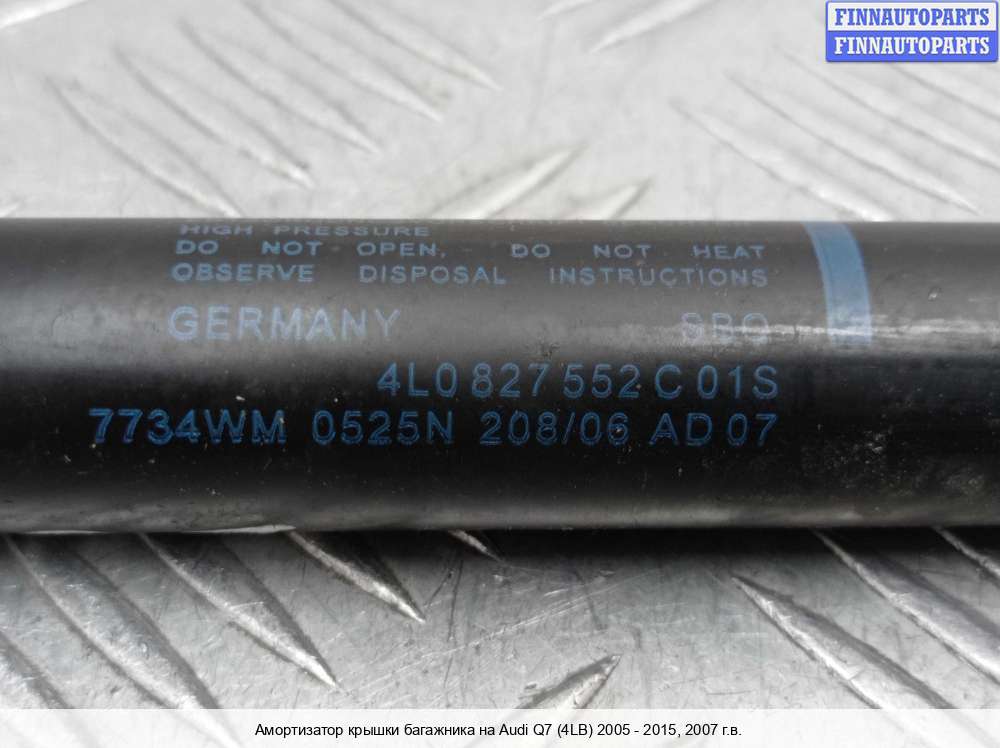 FINNAUTOPARTS
FINNAUTOPARTS
HIGH PRESSURE
DO NOT OPEN, DO NOT HEAT
OBSERVE DISPOSAL INSTRUCTIONS
GERMANY SBO
4L0 827 552 C 01S
7734WM 0525N 208/06 AD 07
Амортизатор крышки багажника на Audi Q7 (4LB) 2005 - 2015, 2007 г.в.